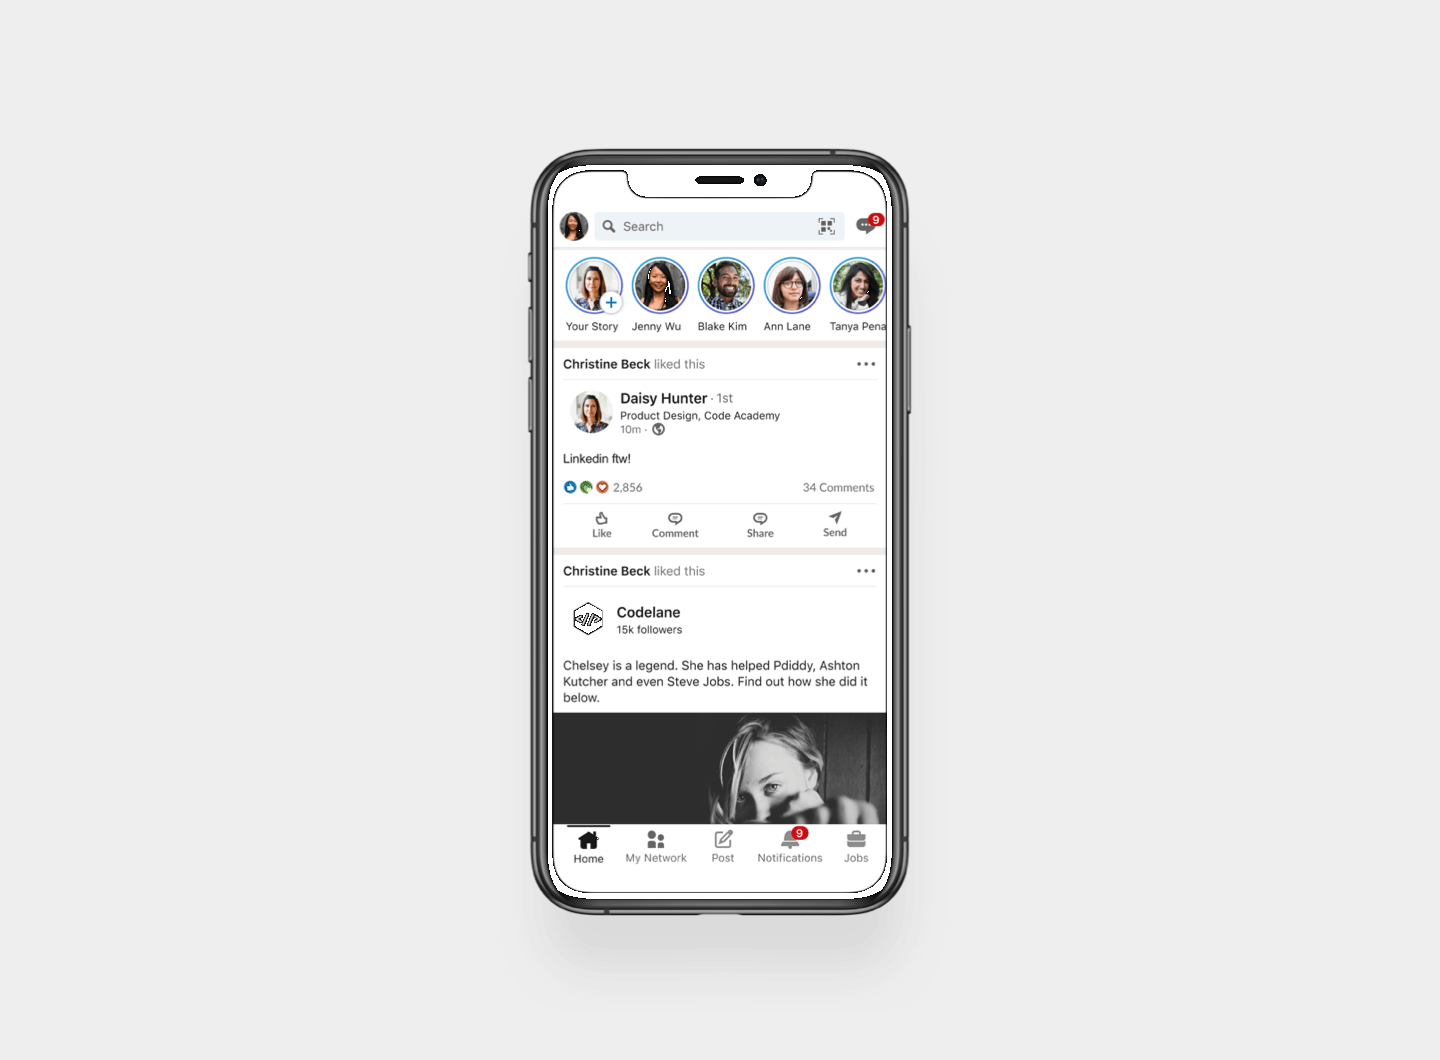 Search
9
Your Story
Jenny Wu
Blake Kim
Ann Lane
Tanya Pena
Christine Beck liked this
Daisy Hunter · 1st
Product Design, Code Academy
10m ·
Linkedin ftw!
2,856
34 Comments
Like
Comment
Share
Send
Christine Beck liked this
Codelane
15k followers
Chelsey is a legend. She has helped Pdiddy, Ashton
Kutcher and even Steve Jobs. Find out how she did it
below.
9
Home
My Network
Post
Notifications
Jobs